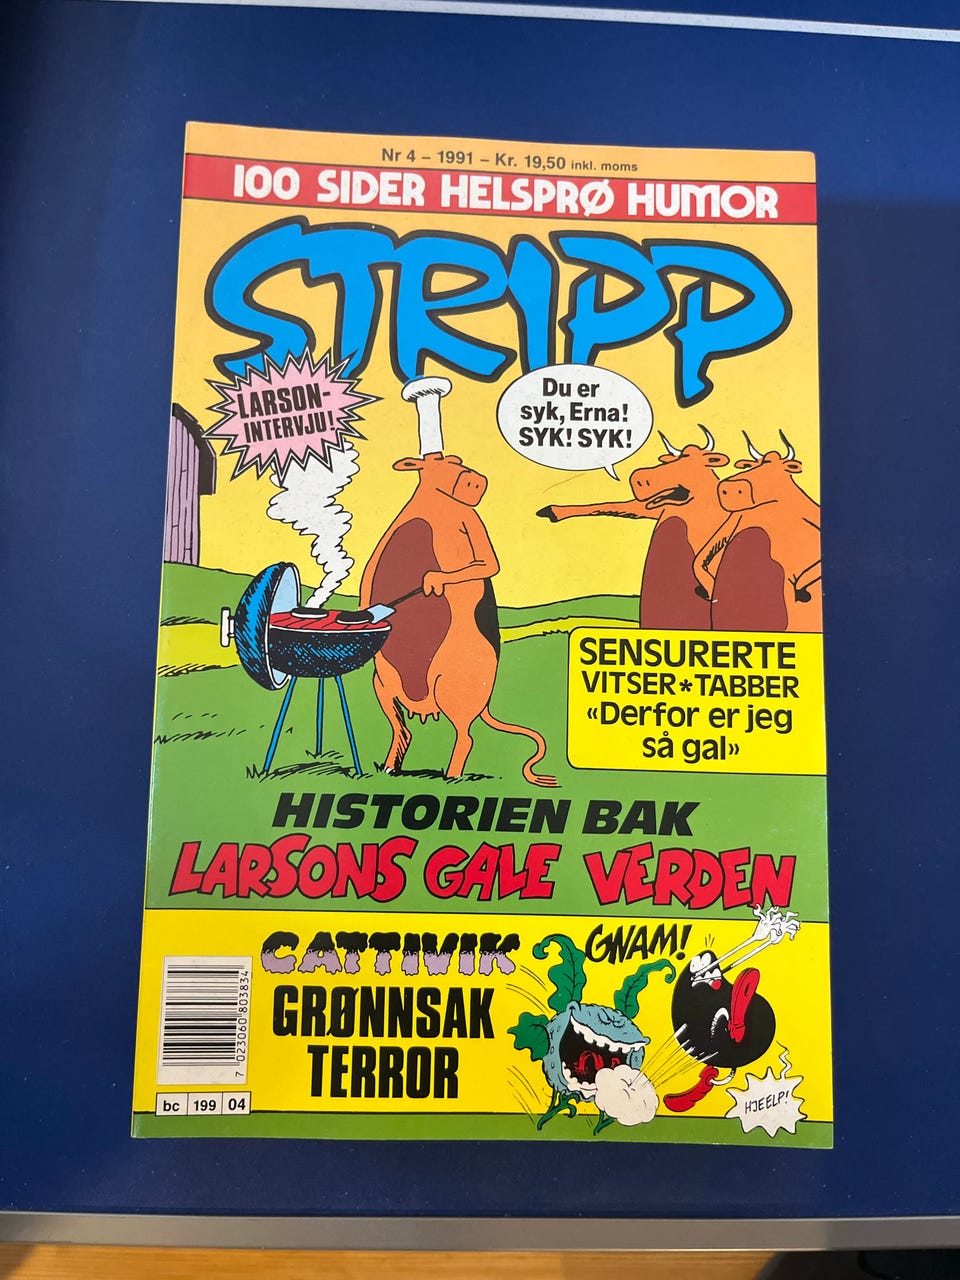 Nr 4 – 1991 – Kr. 19,50 inkl. moms
100 SIDER HELSPRØ HUMOR
STRIPP
LARSON-
INTERVJU!
Du er
syk, Erna!
SYK! SYK!
SENSURERTE
VITSER*TABBER
«Derfor er jeg
så gal»
HISTORIEN BAK
LARSONS GALE VERDEN
CATTIVIK
GRØNNSAK
TERROR
GNAM!
HJEELP!
7 023060 803834
bc 199 04